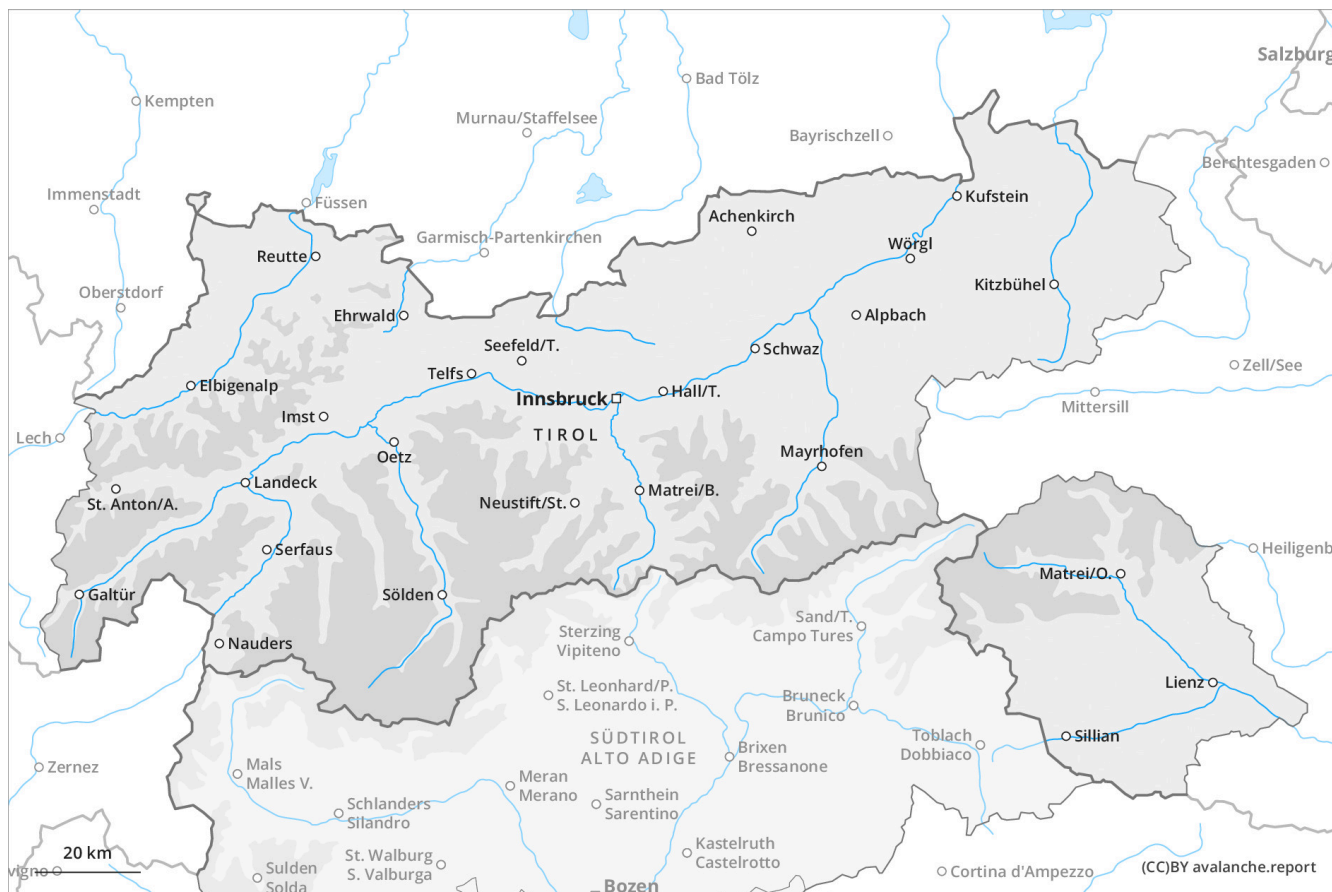 Salzburg
Kempten
Bad Tölz
Murnau/Staffelsee
Bayrischzell
Berchtesgaden
Immenstadt
Füssen
Kufstein
Achenkirch
Garmisch-Partenkirchen
Wörgl
Reutte
Kitzbühel
Oberstdorf
Ehrwald
Alpbach
Seefeld/T.
Schwaz
Zell/See
Telfs
Elbigenalp
Hall/T.
Innsbruck
Mittersill
Imst
TIROL
Lech
Oetz
Mayrhofen
Landeck
Matrei/B.
St. Anton/A.
Neustift/St.
Serfaus
Heiligenb
Matrei/O.
Galtür
Sölden
Sand/T.
Campo Tures
Sterzing
Vipiteno
Nauders
Lienz
St. Leonhard/P.
S. Leonardo i. P.
Bruneck
Brunico
SÜDTIROL
ALTO ADIGE
Sillian
Toblach
Dobbiaco
Brixen
Bressanone
Zernez
Mals
Malles V.
Meran
Merano
Schlanders
Silandro
Sarnthein
Sarentino
20 km
Kastelruth
Castelrotto
St. Walburg
S. Valburga
vigno
Sulden
Solda
Cortina d'Ampezzo
(CC)BY avalanche.report
Bozen